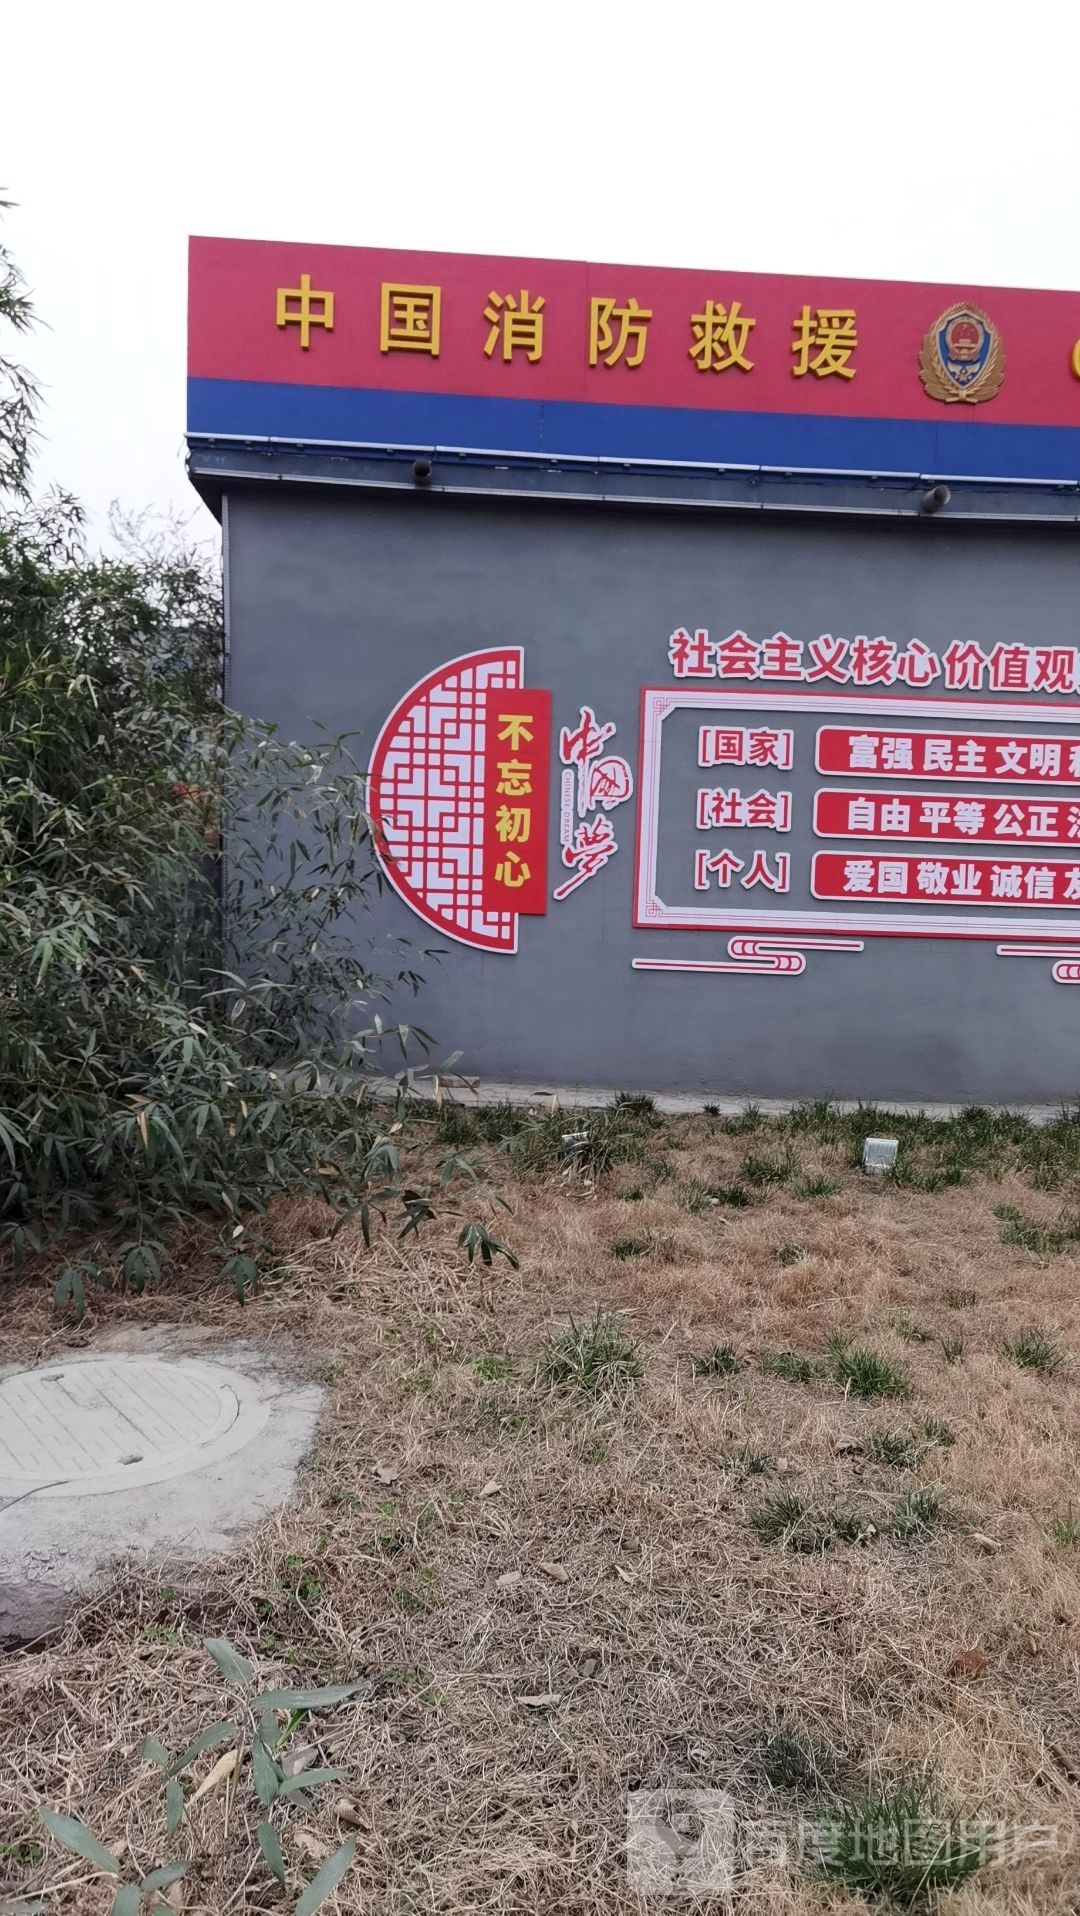 中国消防救援
社会主义核心价值观
不忘初心
中国梦
CHINESE DREAM
[国家] 富强 民主 文明
[社会] 自由 平等 公正
[个人] 爱国 敬业 诚信
百度地图用户